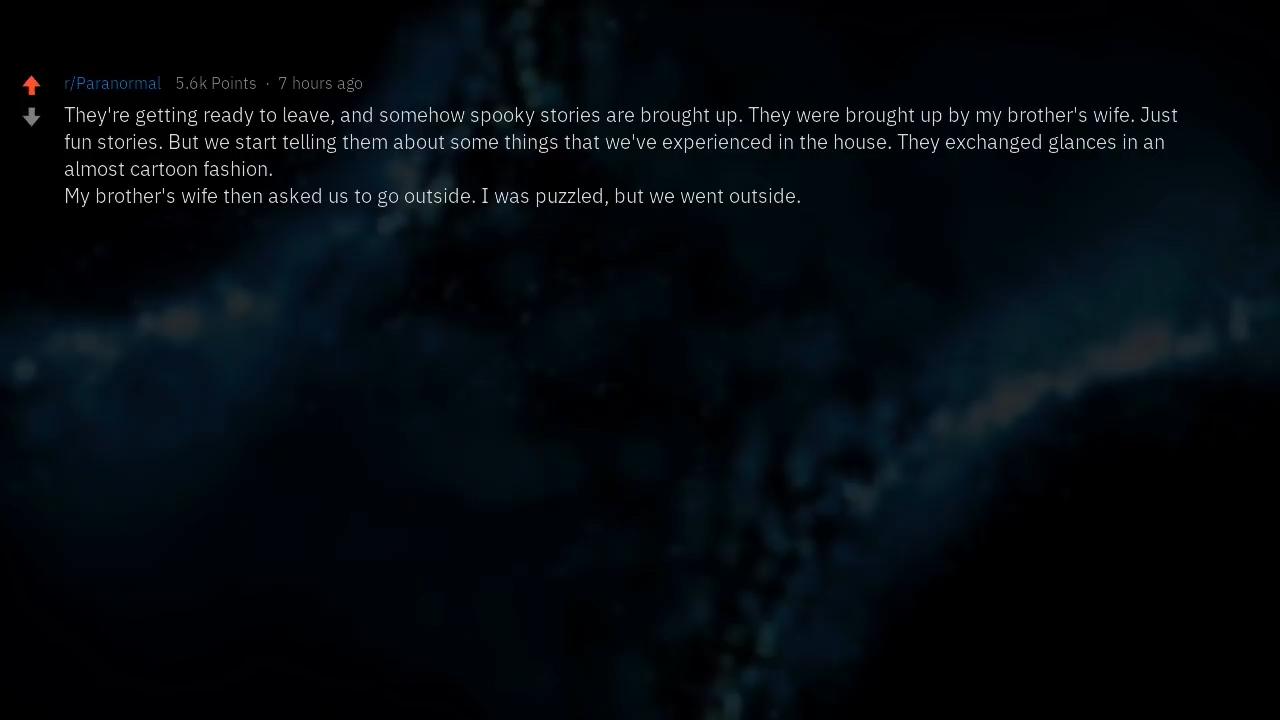 r/Paranormal 5.6k Points · 7 hours ago
They're getting ready to leave, and somehow spooky stories are brought up. They were brought up by my brother's wife. Just
fun stories. But we start telling them about some things that we've experienced in the house. They exchanged glances in an
almost cartoon fashion.
My brother's wife then asked us to go outside. I was puzzled, but we went outside.